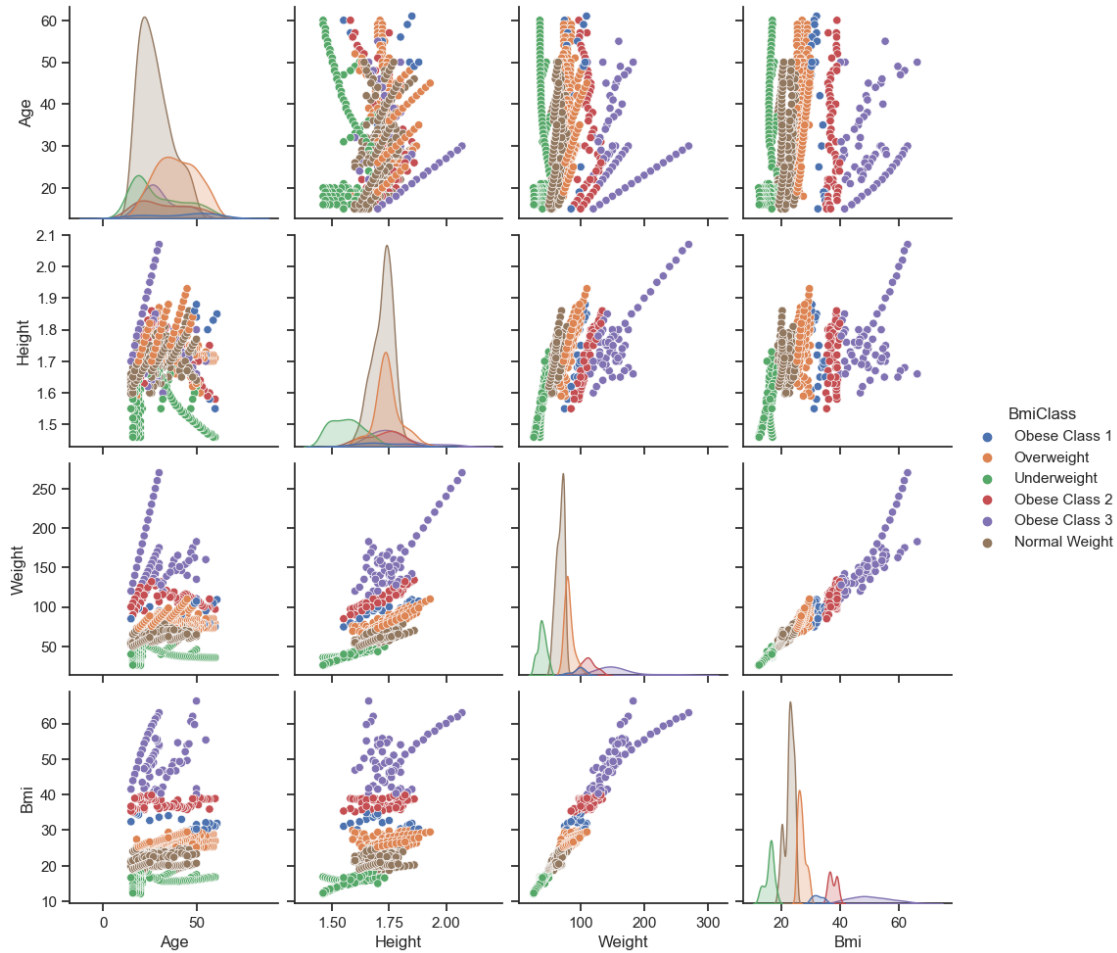 60
50
40
30
20
Age
2.1
2.0
1.9
1.8
1.7
1.6
1.5
Height
BmiClass
Obese Class 1
Overweight
Underweight
Obese Class 2
Obese Class 3
Normal Weight
250
200
150
100
50
Weight
60
50
40
30
20
10
Bmi
0 50 1.50 1.75 2.00 100 200 300 20 40 60
Age Height Weight Bmi